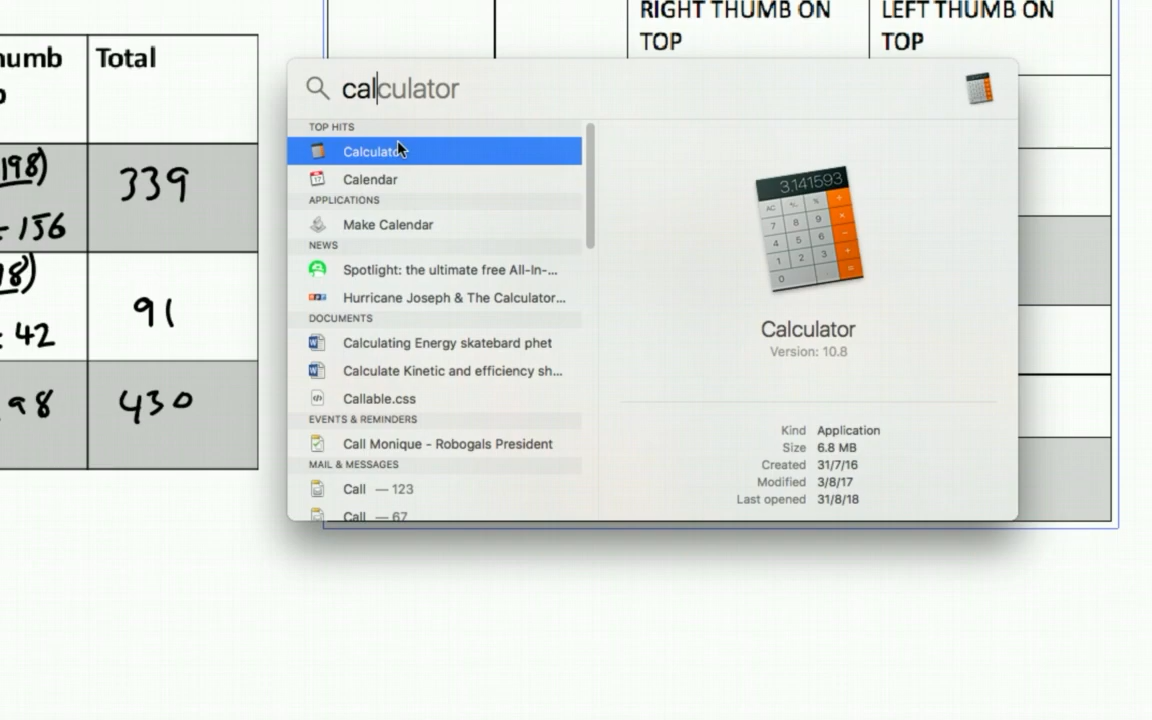 RIGHT THUMB ON
TOP
LEFT THUMB ON
TOP
Total
198)
339
= 156
91
42
98
430
calculator
TOP HITS
Calculator
Calendar
APPLICATIONS
Make Calendar
NEWS
Spotlight: the ultimate free All-In-...
Hurricane Joseph & The Calculator...
DOCUMENTS
Calculating Energy skatebard phet
Calculate Kinetic and efficiency sh...
Callable.css
EVENTS & REMINDERS
Call Monique - Robogals President
MAIL & MESSAGES
Call — 123
Call — 67
3.141593
Calculator
Version: 10.8
Kind Application
Size 6.8 MB
Created 31/7/16
Modified 3/8/17
Last opened 31/8/18